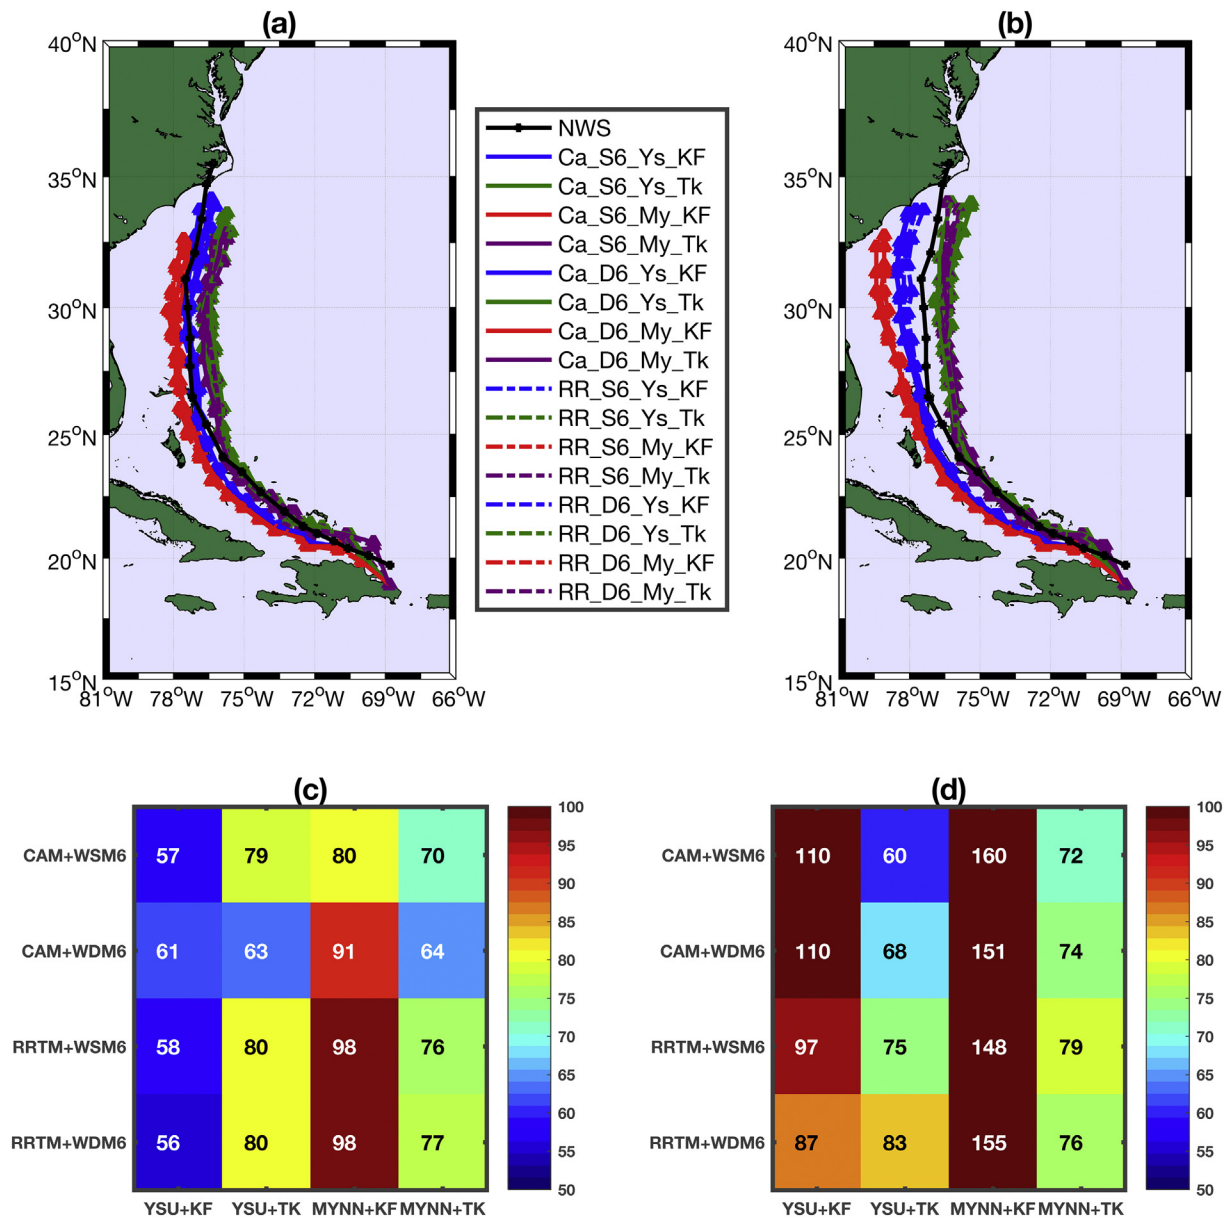 (a)
(b)
40°N
35°N
30°N
25°N
20°N
15°N
81°W 78°W 75°W 72°W 69°W 66°W
NWS
Ca_S6_Ys_KF
Ca_S6_Ys_Tk
Ca_S6_My_KF
Ca_S6_My_Tk
Ca_D6_Ys_KF
Ca_D6_Ys_Tk
Ca_D6_My_KF
Ca_D6_My_Tk
RR_S6_Ys_KF
RR_S6_Ys_Tk
RR_S6_My_KF
RR_S6_My_Tk
RR_D6_Ys_KF
RR_D6_Ys_Tk
RR_D6_My_KF
RR_D6_My_Tk
40°N
35°N
30°N
25°N
20°N
15°N
81°W 78°W 75°W 72°W 69°W 66°W
(c)
CAM+WSM6 57 79 80 70
CAM+WDM6 61 63 91 64
RRTM+WSM6 58 80 98 76
RRTM+WDM6 56 80 98 77
YSU+KF YSU+TK MYNN+KF MYNN+TK
100
95
90
85
80
75
70
65
60
55
50
(d)
CAM+WSM6 110 60 160 72
CAM+WDM6 110 68 151 74
RRTM+WSM6 97 75 148 79
RRTM+WDM6 87 83 155 76
YSU+KF YSU+TK MYNN+KF MYNN+TK
100
95
90
85
80
75
70
65
60
55
50